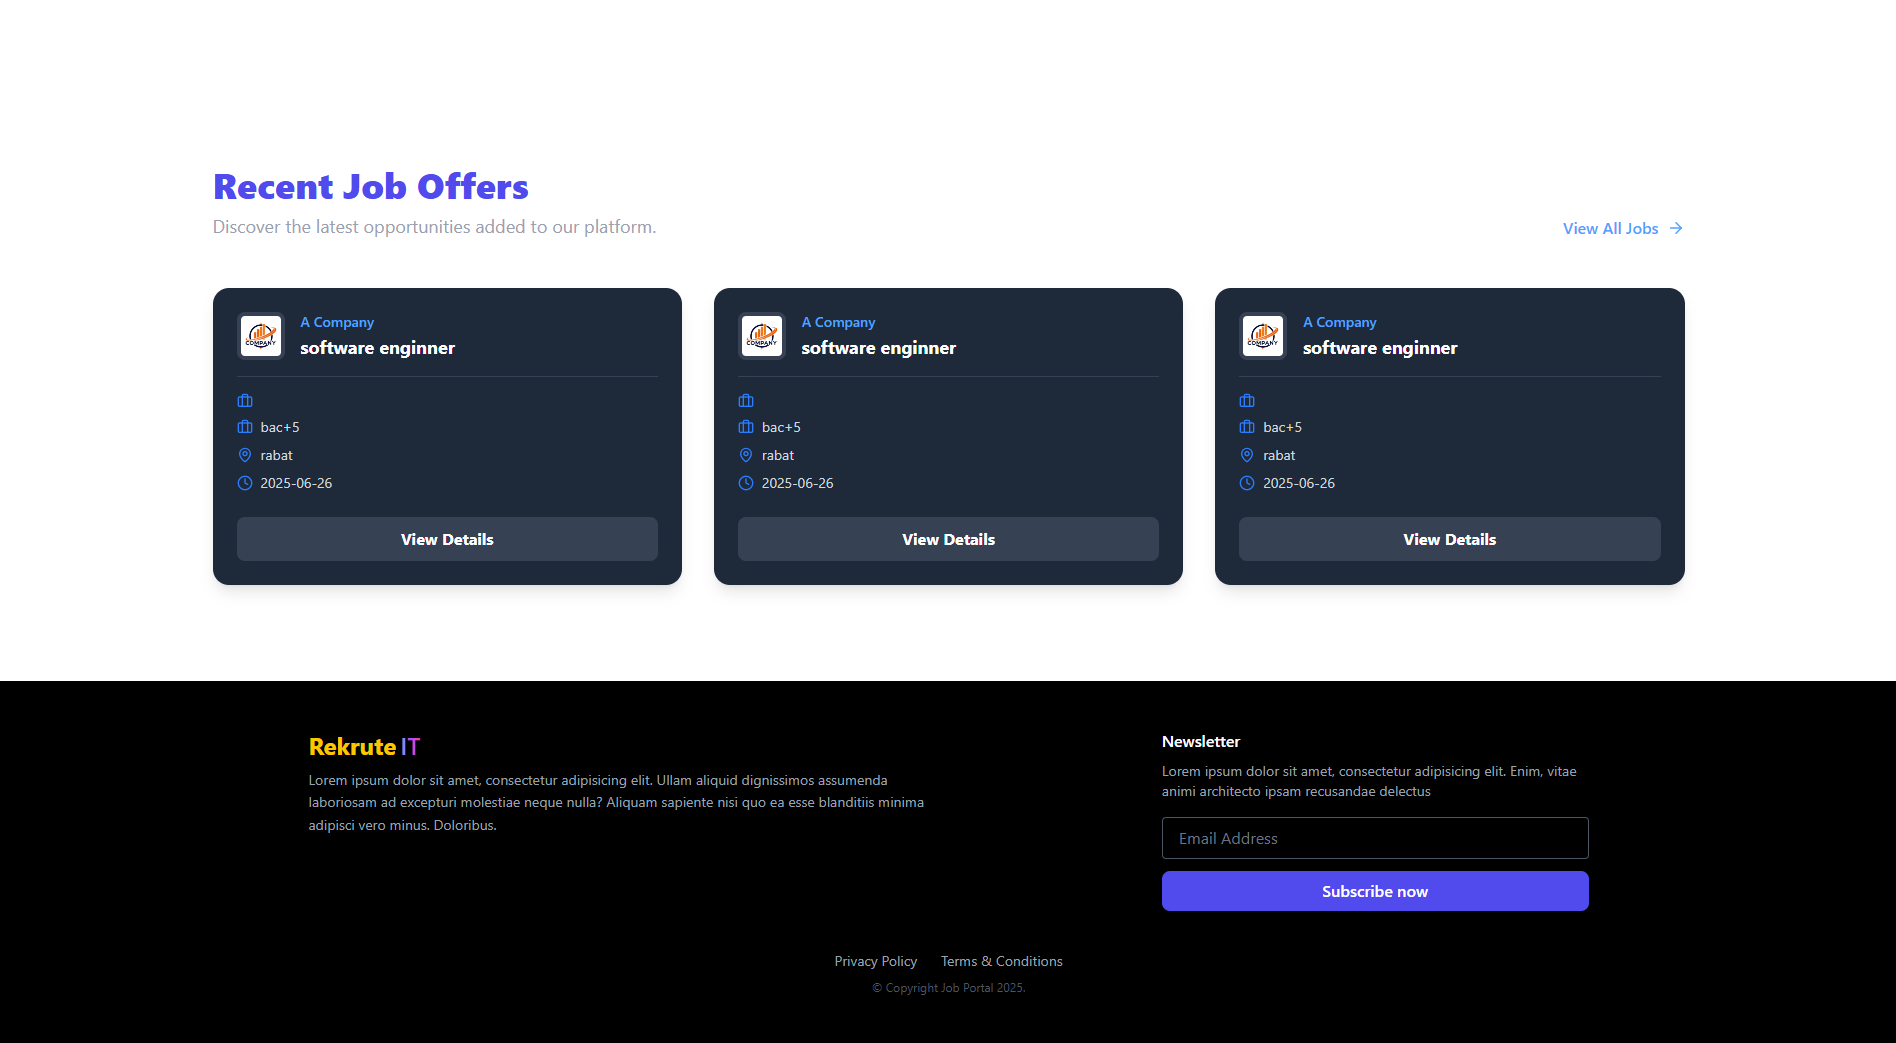 Recent Job Offers
Discover the latest opportunities added to our platform.
View All Jobs
A Company
software enginner
bac+5
rabat
2025-06-26
View Details
A Company
software enginner
bac+5
rabat
2025-06-26
View Details
A Company
software enginner
bac+5
rabat
2025-06-26
View Details
COMPANY
COMPANY
COMPANY
Rekrute IT
Lorem ipsum dolor sit amet, consectetur adipisicing elit. Ullam aliquid dignissimos assumenda
laboriosam ad excepturi molestiae neque nulla? Aliquam sapiente nisi quo ea esse blanditiis minima
adipisci vero minus. Doloribus.
Newsletter
Lorem ipsum dolor sit amet, consectetur adipisicing elit. Enim, vitae
animi architecto ipsam recusandae delectus
Email Address
Subscribe now
Privacy Policy Terms & Conditions
© Copyright Job Portal 2025.